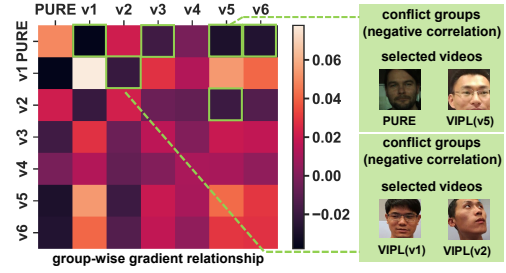 PURE v1 v2 v3 v4 v5 v6
PURE
v1
v2
v3
v4
v5
v6
0.06
0.04
0.02
0.00
−0.02
group-wise gradient relationship
conflict groups
(negative correlation)
selected videos
PURE VIPL(v5)
conflict groups
(negative correlation)
selected videos
VIPL(v1) VIPL(v2)